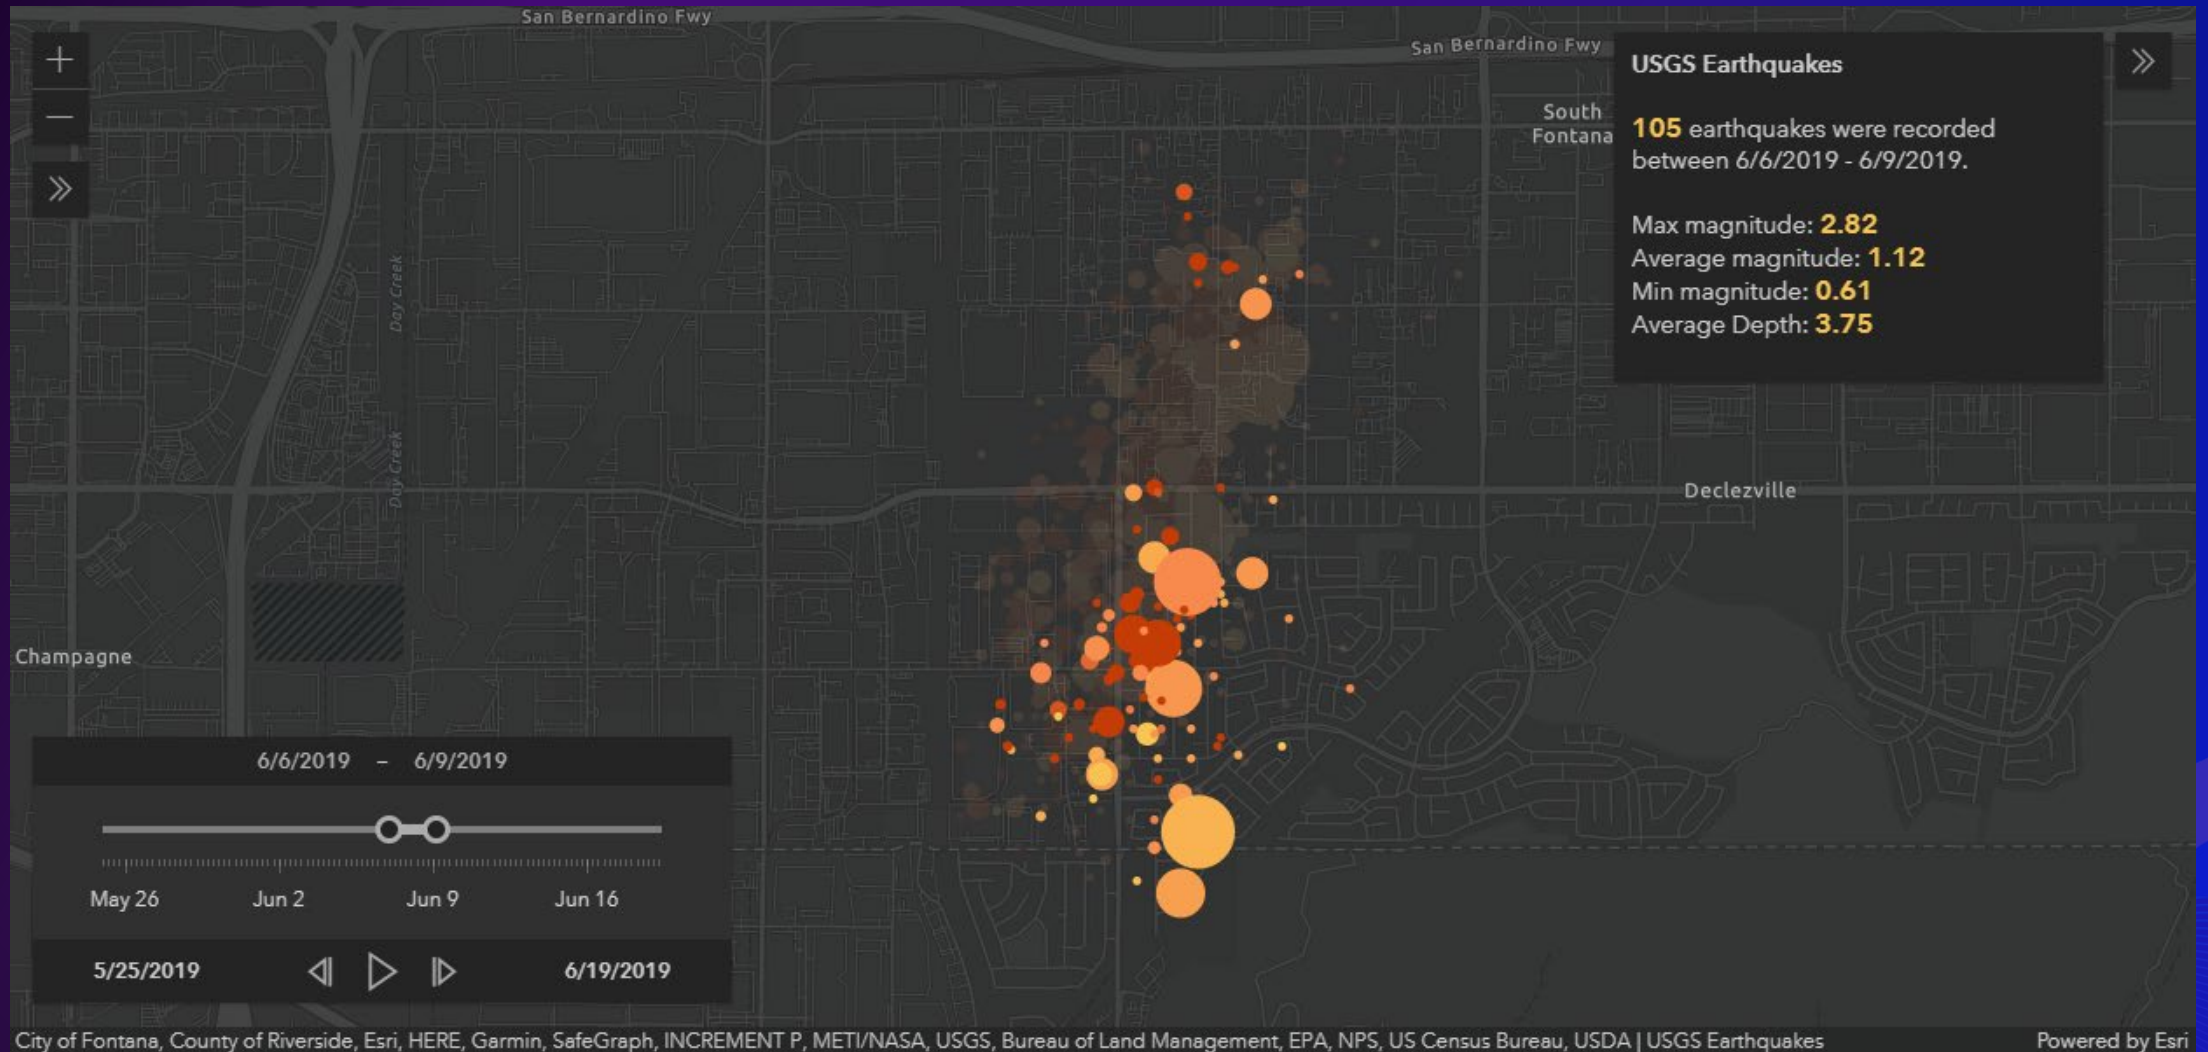 San Bernardino Fwy
San Bernardino Fwy
USGS Earthquakes
105 earthquakes were recorded
between 6/6/2019 - 6/9/2019.
Max magnitude: 2.82
Average magnitude: 1.12
Min magnitude: 0.61
Average Depth: 3.75
South
Fontana
Day Creek
Day Creek
Declezville
Champagne
6/6/2019 – 6/9/2019
May 26 Jun 2 Jun 9 Jun 16
5/25/2019 6/19/2019
City of Fontana, County of Riverside, Esri, HERE, Garmin, SafeGraph, INCREMENT P, METI/NASA, USGS, Bureau of Land Management, EPA, NPS, US Census Bureau, USDA | USGS Earthquakes Powered by Esri